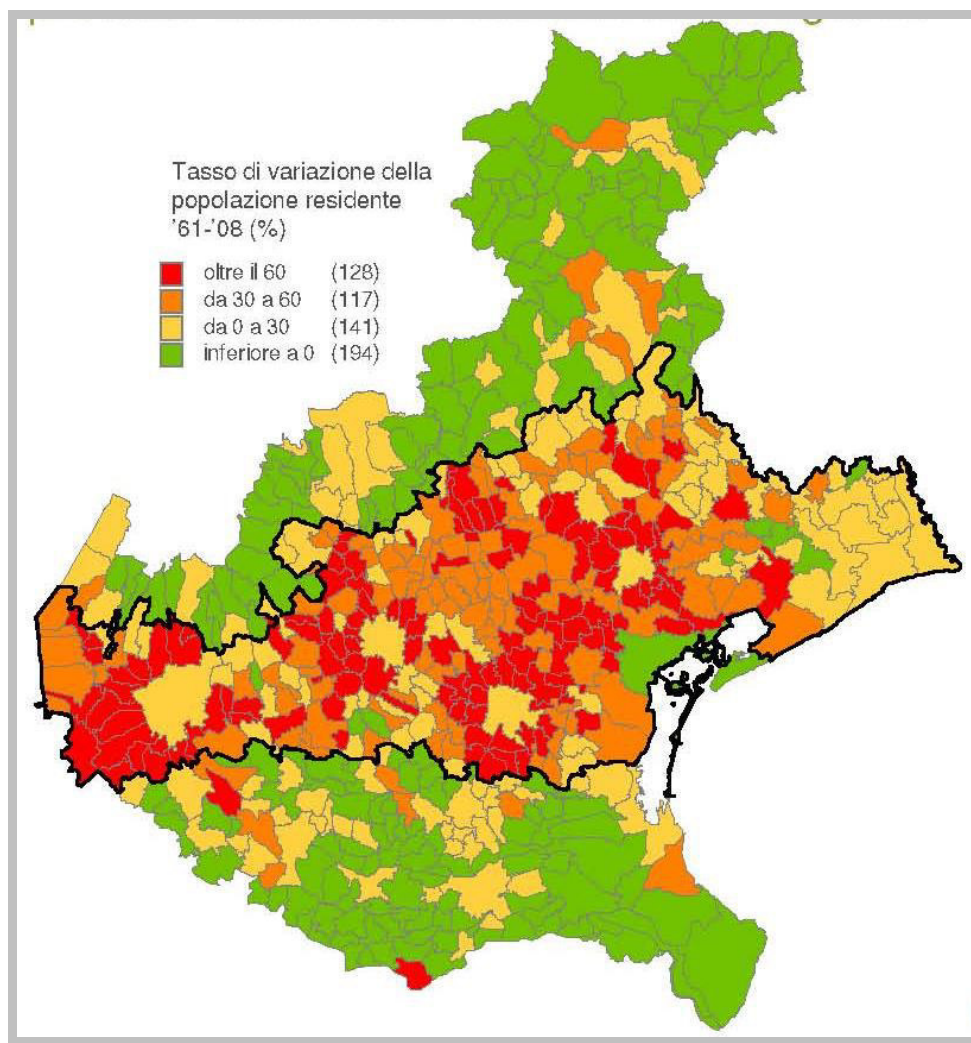 Tasso di variazione della
popolazione residente
'61-'08 (%)
oltre il 60 (128)
da 30 a 60 (117)
da 0 a 30 (141)
inferiore a 0 (194)